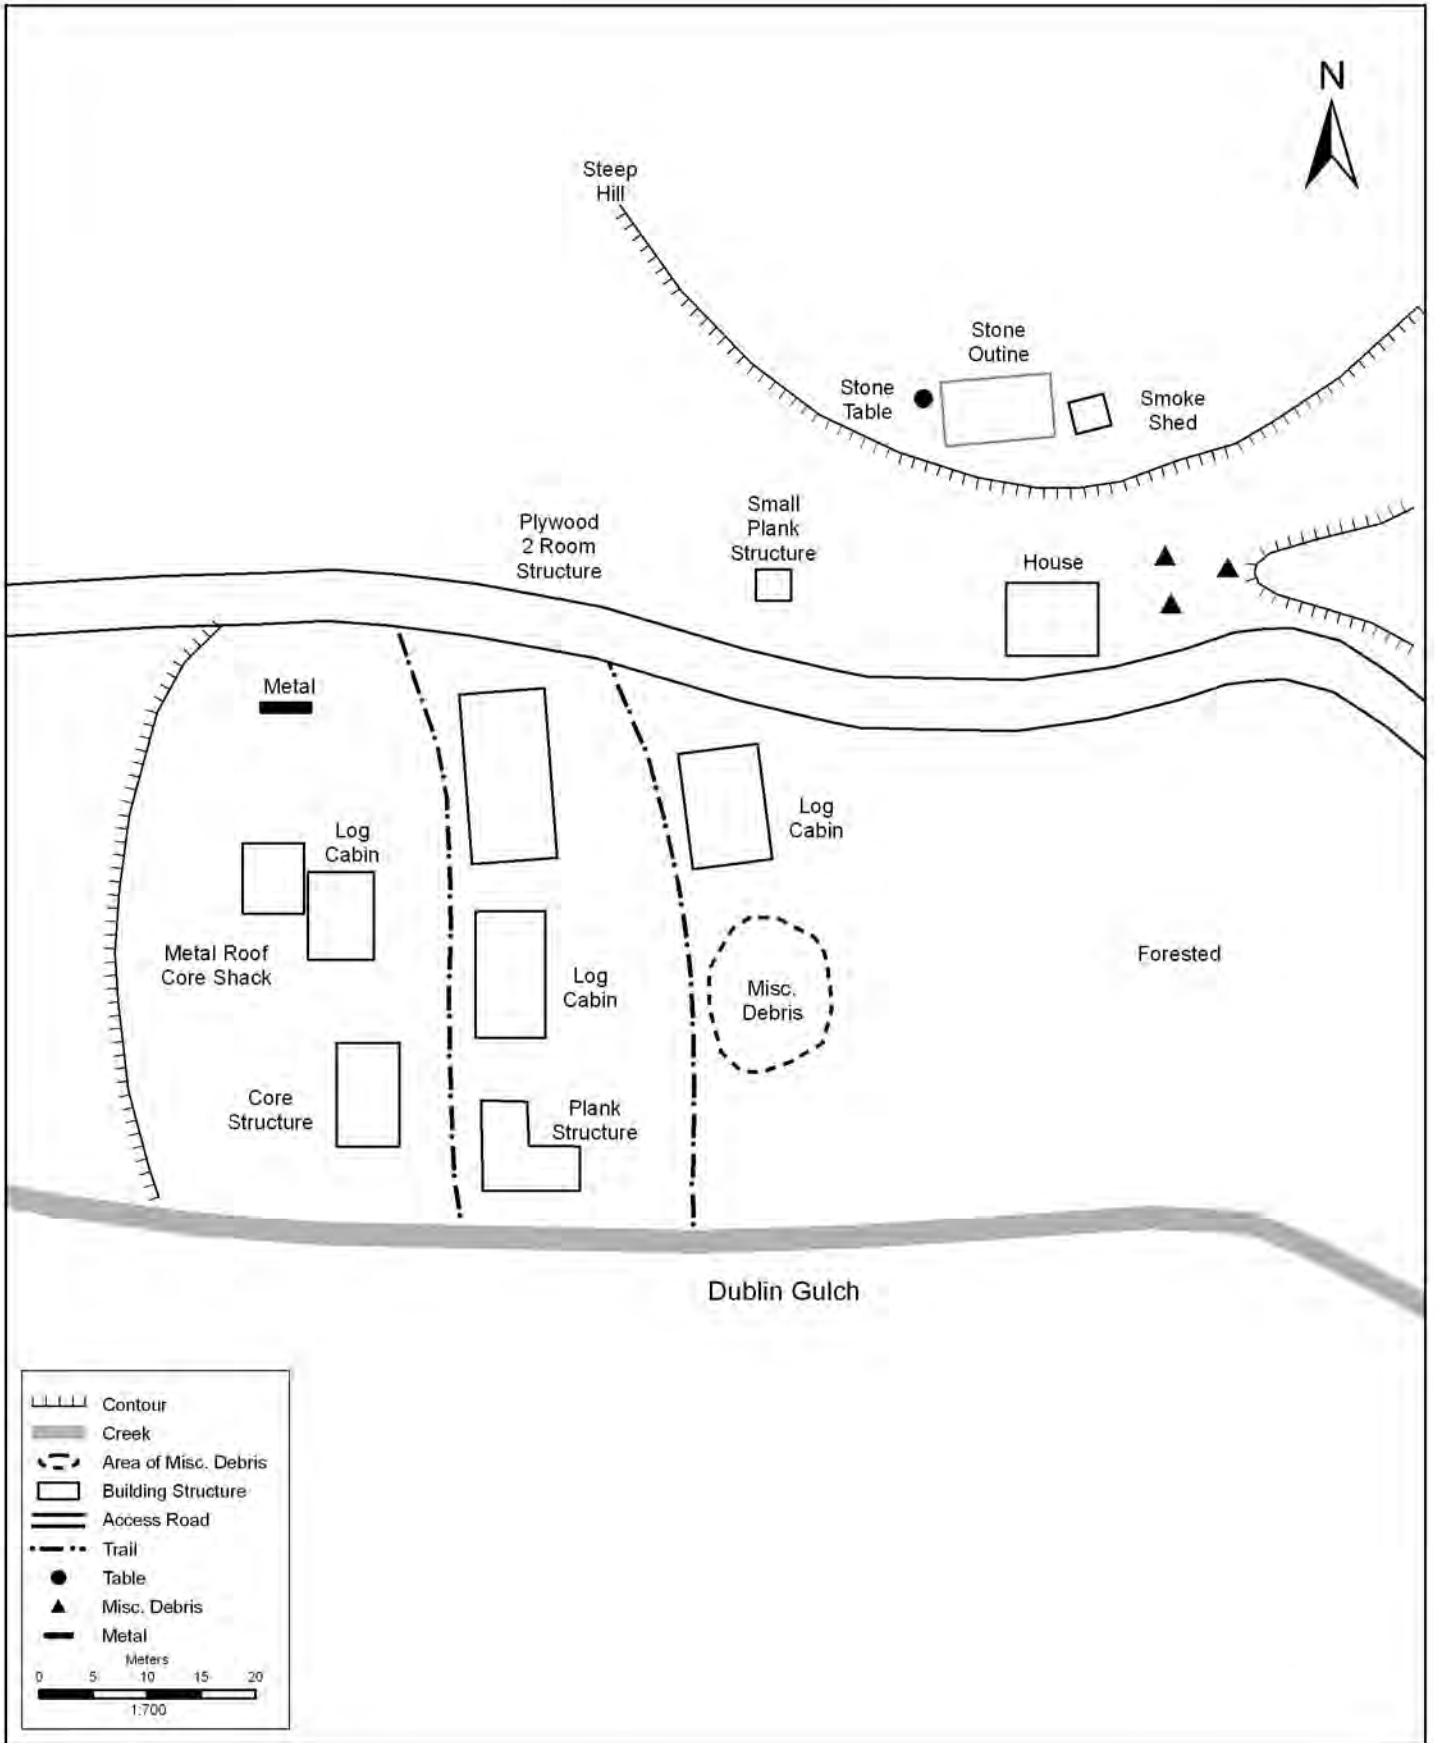 N
Steep
Hill
Stone
Outine
Stone
Table
Smoke
Shed
Small
Plank
Structure
Plywood
2 Room
Structure
House
Metal
Log
Cabin
Log
Cabin
Metal Roof
Core Shack
Forested
Log
Cabin
Misc.
Debris
Core
Structure
Plank
Structure
Dublin Gulch
Contour
Creek
Area of Misc. Debris
Building Structure
Access Road
Trail
Table
Misc. Debris
Metal
Meters
0 5 10 15 20
1:700